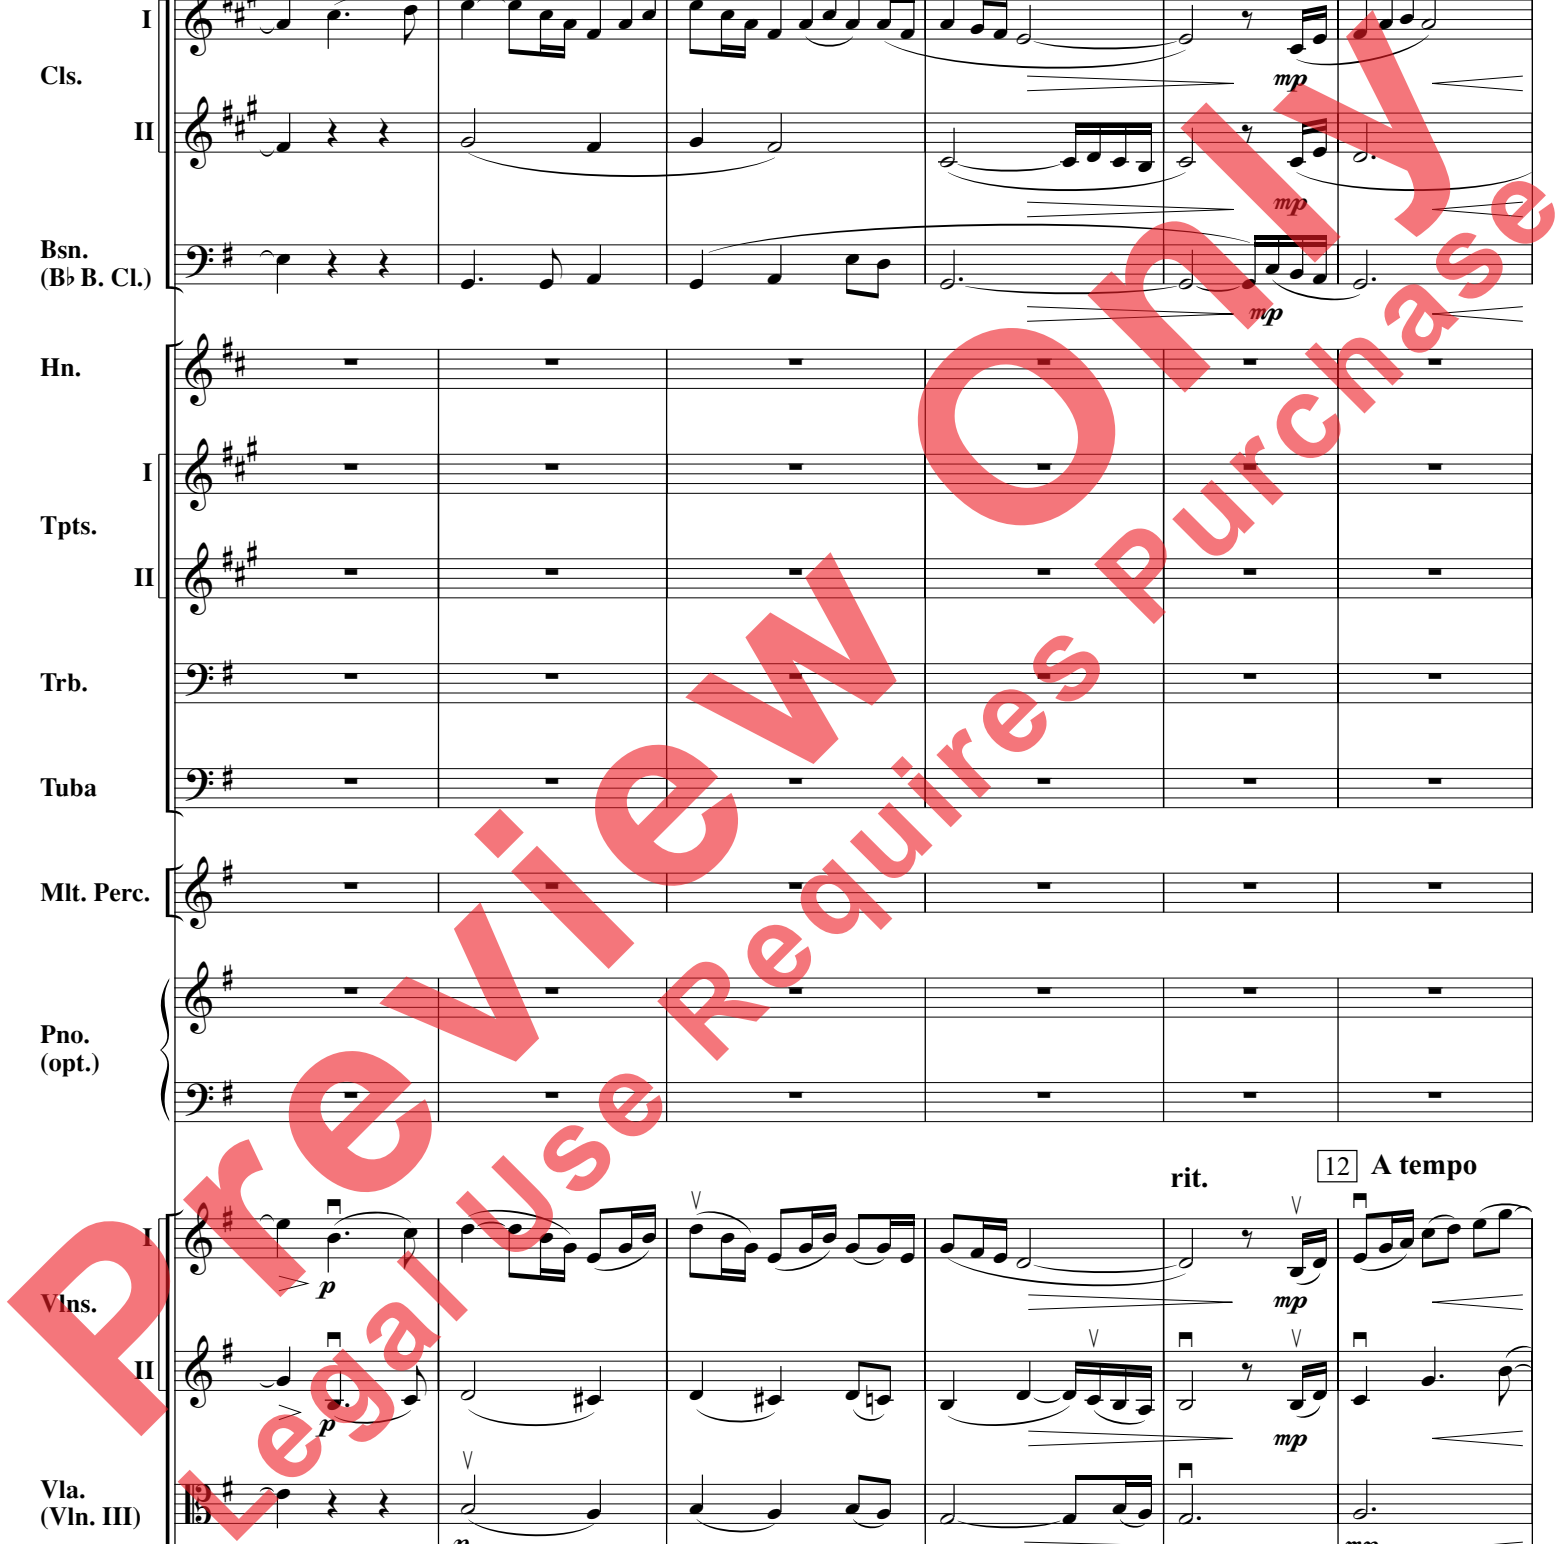 I
Cls.
mp
II
mp
Bsn.
(B♭ B. Cl.)
mp
Hn.
I
Tpts.
II
Trb.
Tuba
Mlt. Perc.
Pno.
(opt.)
rit.
12 A tempo
I
p
mp
Vlns.
II
p
mp
Vla.
(Vln. III)
p
mp
Preview Only
Legal Use Requires Purchase